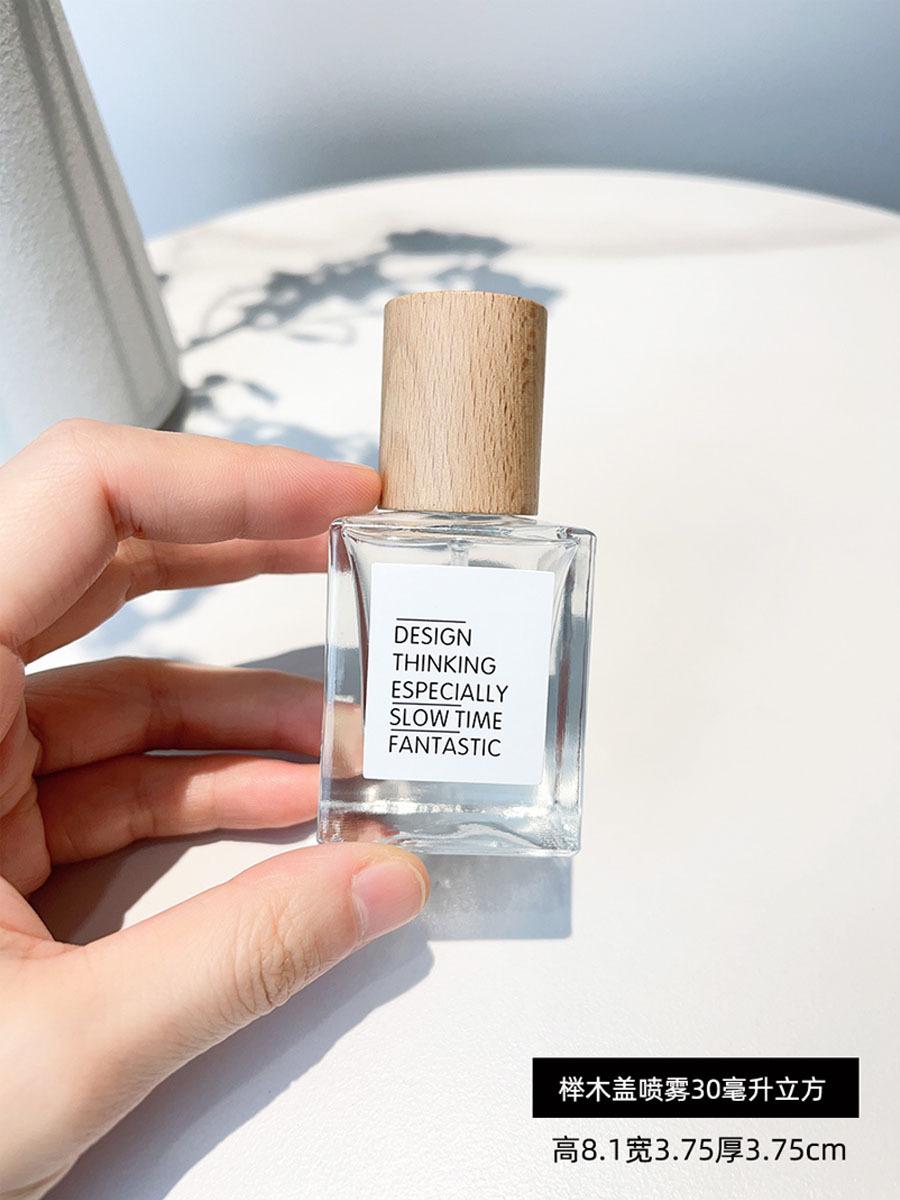 DESIGN
THINKING
ESPECIALLY
SLOW TIME
FANTASTIC
榉木盖喷雾30毫升立方
高8.1宽3.75厚3.75cm